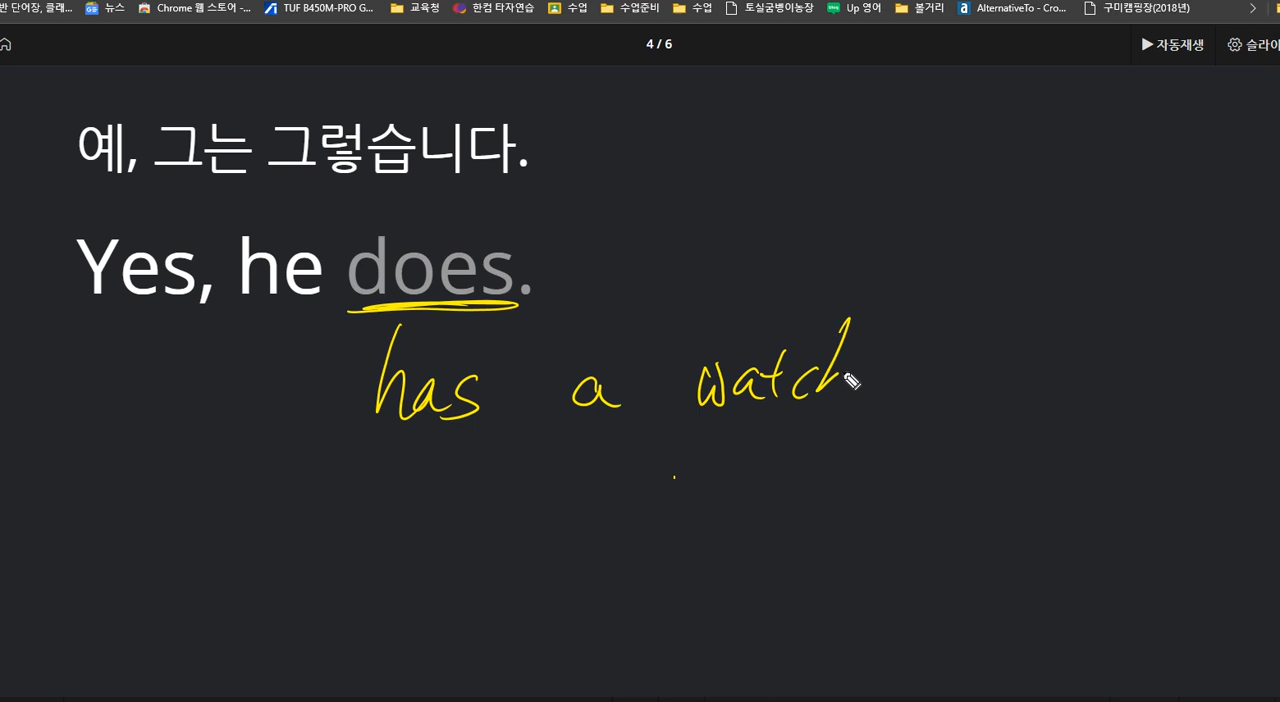 반 단어장, 클래... 뉴스 Chrome 웹 스토어 -... TUF B450M-PRO G... 교육청 한컴 타자연습 수업 수업준비 수업 토실굼벵이농장 Up 영어 볼거리 AlternativeTo - Cro... 구미캠핑장(2018년)
4 / 6 자동재생 슬라이
예, 그는 그렇습니다.
Yes, he does.
has a watch